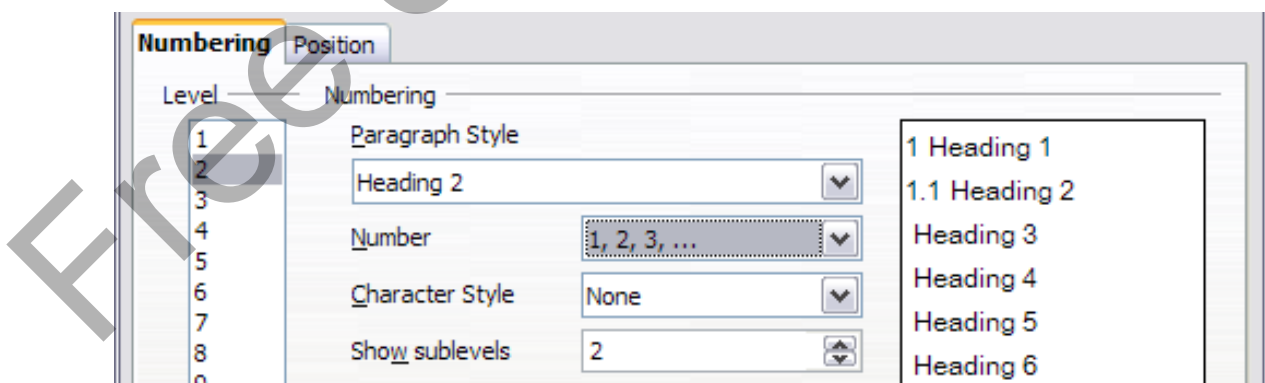 Numbering Position
Level Numbering
1
2
3
4
5
6
7
8
9
Paragraph Style
Heading 2
Number 1, 2, 3, ...
Character Style None
Show sublevels 2
1 Heading 1
1.1 Heading 2
Heading 3
Heading 4
Heading 5
Heading 6
Free